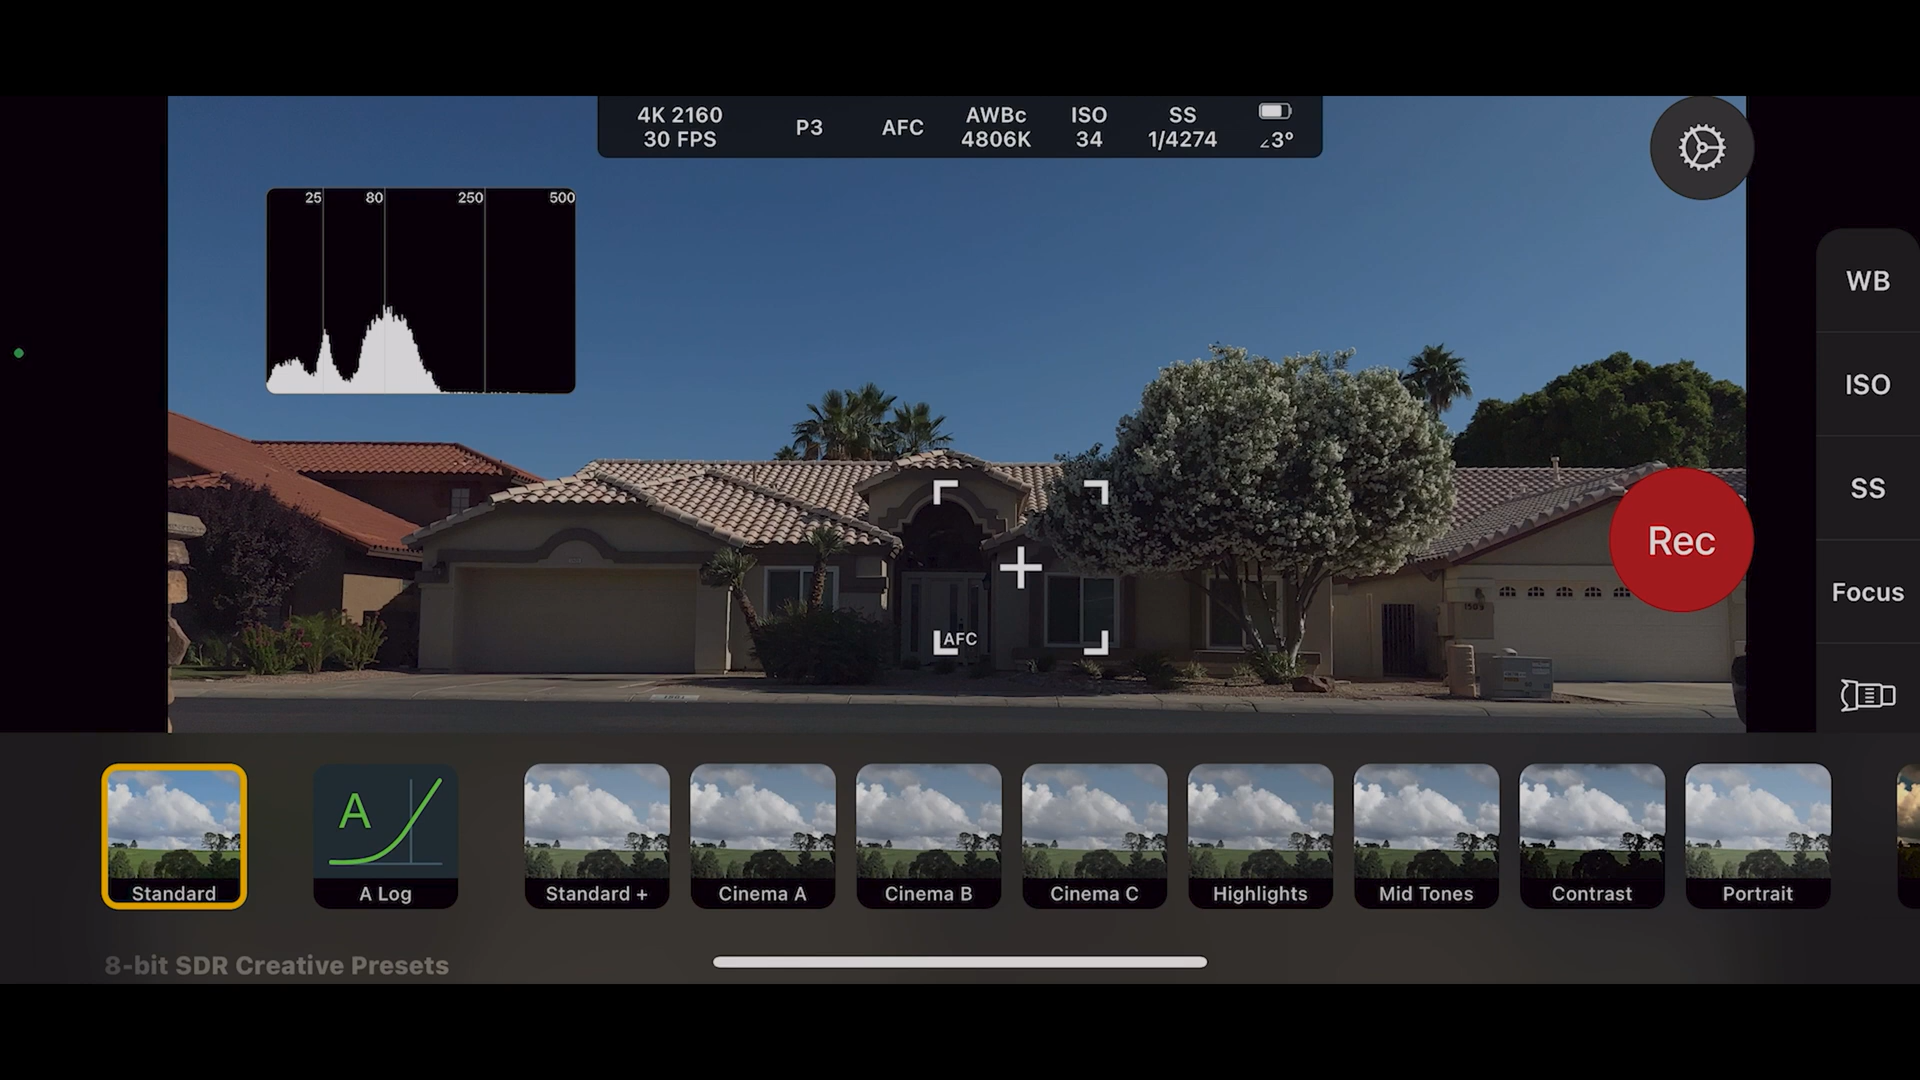 4K 2160
30 FPS
P3
AFC
AWBc
4806K
ISO
34
SS
1/4274
∠3°
25
80
250
500
WB
ISO
SS
Focus
Rec
AFC
1509
A
Standard
A Log
Standard +
Cinema A
Cinema B
Cinema C
Highlights
Mid Tones
Contrast
Portrait
8-bit SDR Creative Presets